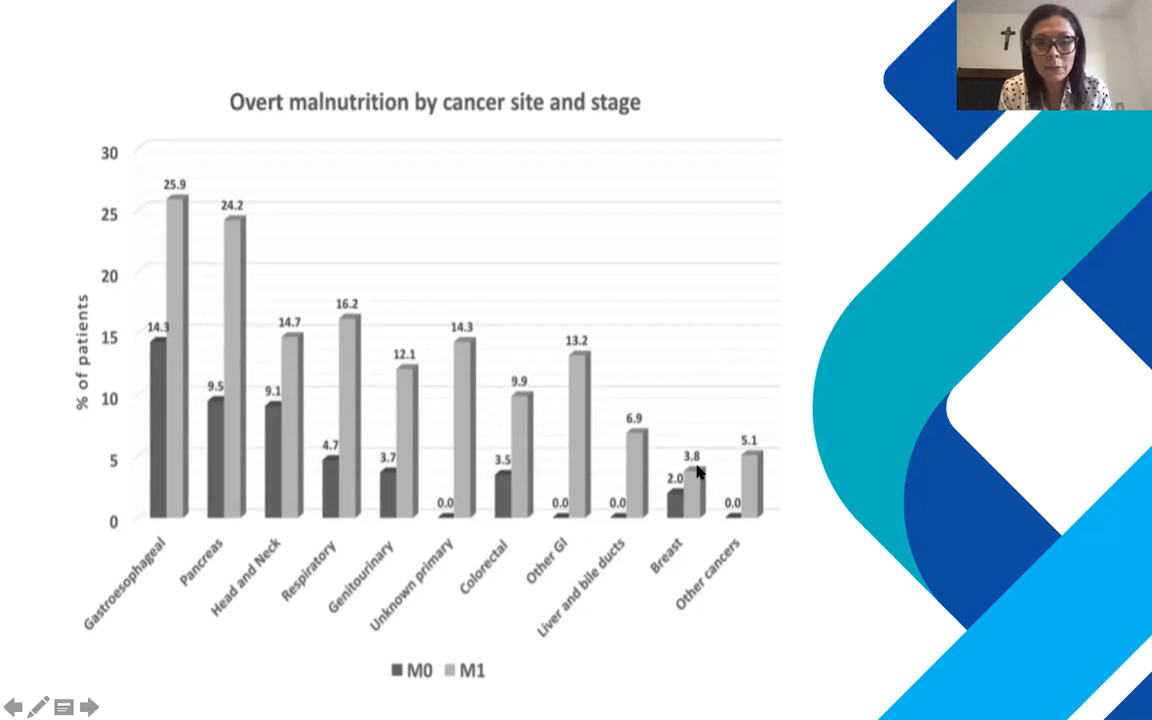 Overt malnutrition by cancer site and stage
% of patients
30
25
20
15
10
5
0
14.3
25.9
9.5
24.2
9.1
14.7
4.7
16.2
3.7
12.1
0.0
14.3
3.5
9.9
0.0
13.2
0.0
6.9
2.0
3.8
0.0
5.1
Gastroesophageal
Pancreas
Head and Neck
Respiratory
Genitourinary
Unknown primary
Colorectal
Other GI
Liver and bile ducts
Breast
Other cancers
M0 M1